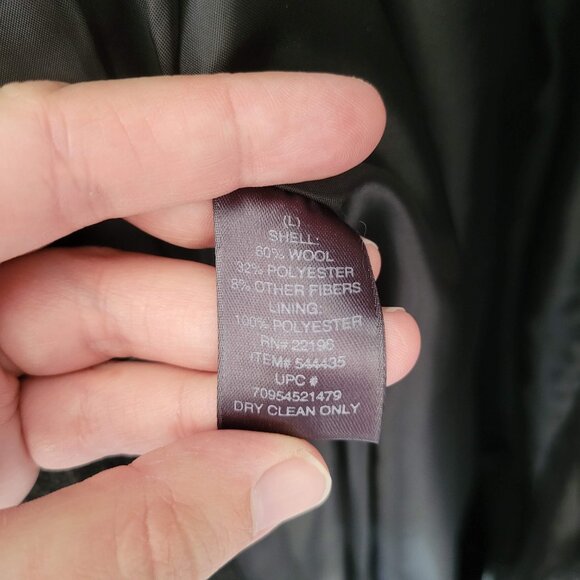 (L)
SHELL:
60% WOOL
32% POLYESTER
8% OTHER FIBERS
LINING:
100% POLYESTER
RN# 22196
ITEM# 544435
UPC #
70954521479
DRY CLEAN ONLY